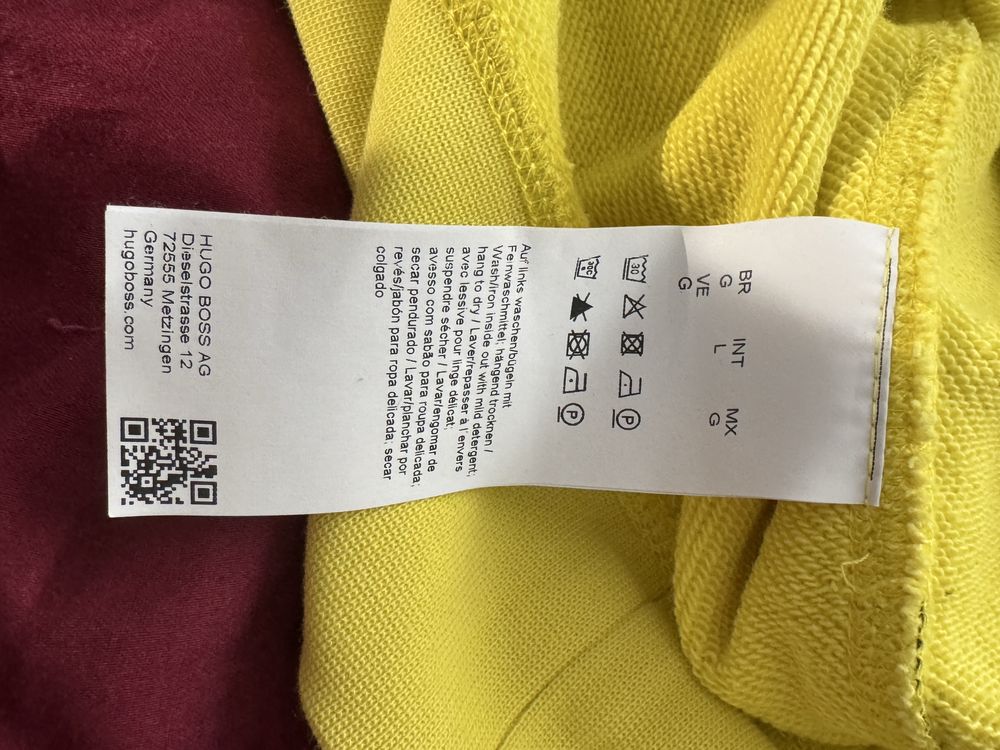 BR INT MX
G L G
VE
G
30
P
30C
P
Auf links waschen/bügeln mit
Feinwaschmittel; hängend trocknen /
Wash/iron inside out with mild detergent;
hang to dry / Laver/repasser à l'envers
avec lessive pour linge délicat;
suspendre sécher / Lavar/engomar de
avesso com sabão para roupa delicada;
secar pendurado / Lavar/planchar por
revés/jabón para ropa delicada; secar
colgado
HUGO BOSS AG
Dieselstrasse 12
72555 Metzingen
Germany
hugoboss.com